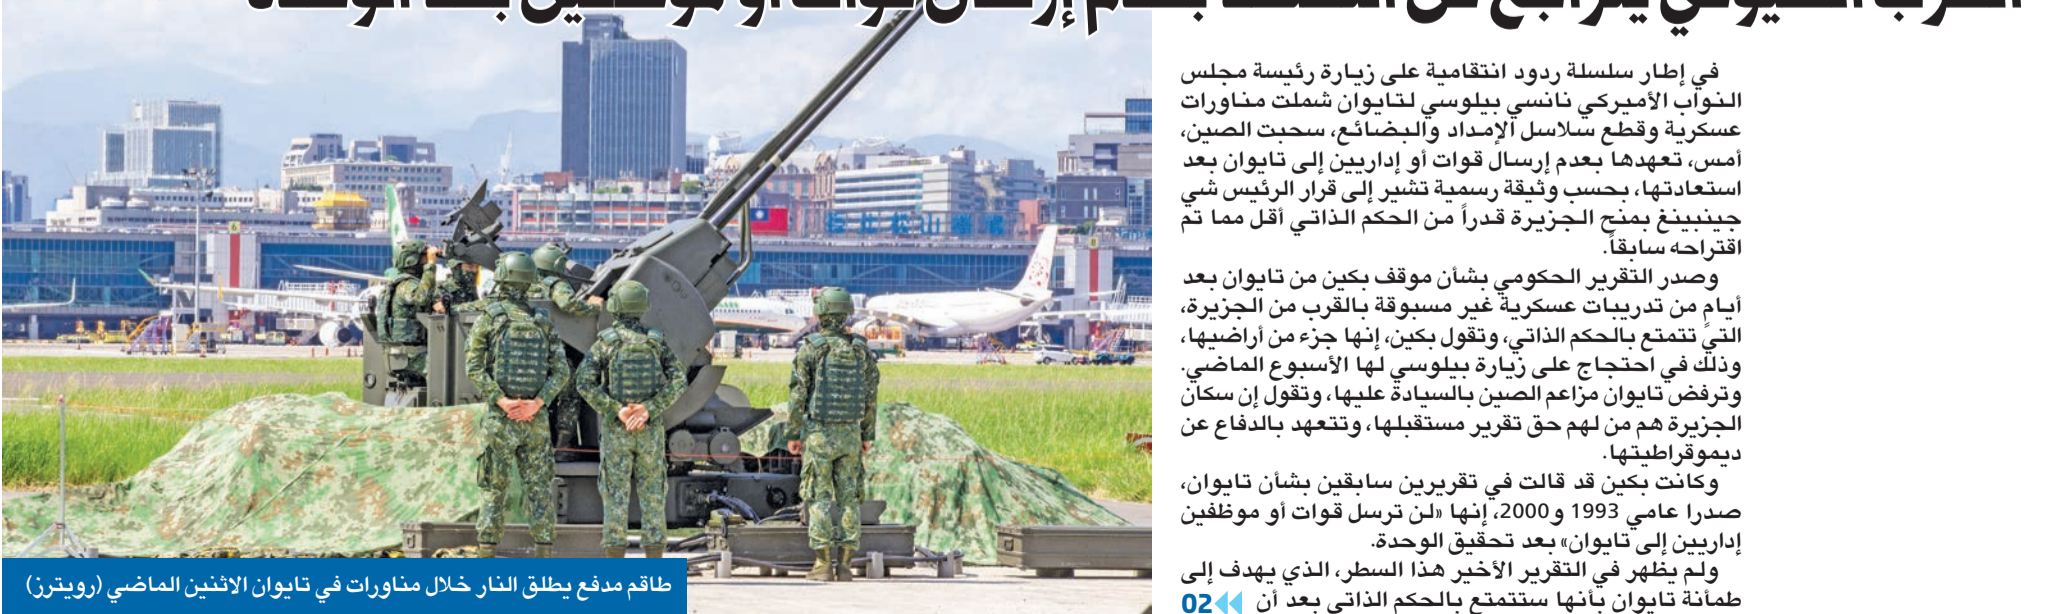 في إطار سلسلة ردود انتقامية على زيارة رئيسة مجلس
النواب الأميركي نانسي بيلوسي لتايوان شملت مناورات
عسكرية وقطع سلاسل الإمداد والبضائع، سحبت الصين،
أمس، تعهدها بعدم إرسال قوات أو إداريين إلى تايوان بعد
استعادتها، بحسب وثيقة رسمية تشير إلى قرار الرئيس شي
جينبينغ بمنح الجزيرة قدراً من الحكم الذاتي أقل مما تم
اقتراحه سابقاً.
وصدر التقرير الحكومي بشأن موقف بكين من تايوان بعد
أيامٍ من تدريبات عسكرية غير مسبوقة بالقرب من الجزيرة،
التي تتمتع بالحكم الذاتي، وتقول بكين، إنها جزء من أراضيها،
وذلك في احتجاج على زيارة بيلوسي لها الأسبوع الماضي.
وترفض تايوان مزاعم الصين بالسيادة عليها، وتقول إن سكان
الجزيرة هم من لهم حق تقرير مستقبلها، وتتعهد بالدفاع عن
ديموقراطيتها.
وكانت بكين قد قالت في تقريرين سابقين بشأن تايوان،
صدرا عامي 1993 و2000، إنها «لن ترسل قوات أو موظفين
إداريين إلى تايوان» بعد تحقيق الوحدة.
ولم يظهر في التقرير الأخير هذا السطر، الذي يهدف إلى
طمأنة تايوان بأنها ستتمتع بالحكم الذاتي بعد أن 02
طاقم مدفع يطلق النار خلال مناورات في تايوان الاثنين الماضي (رويترز)